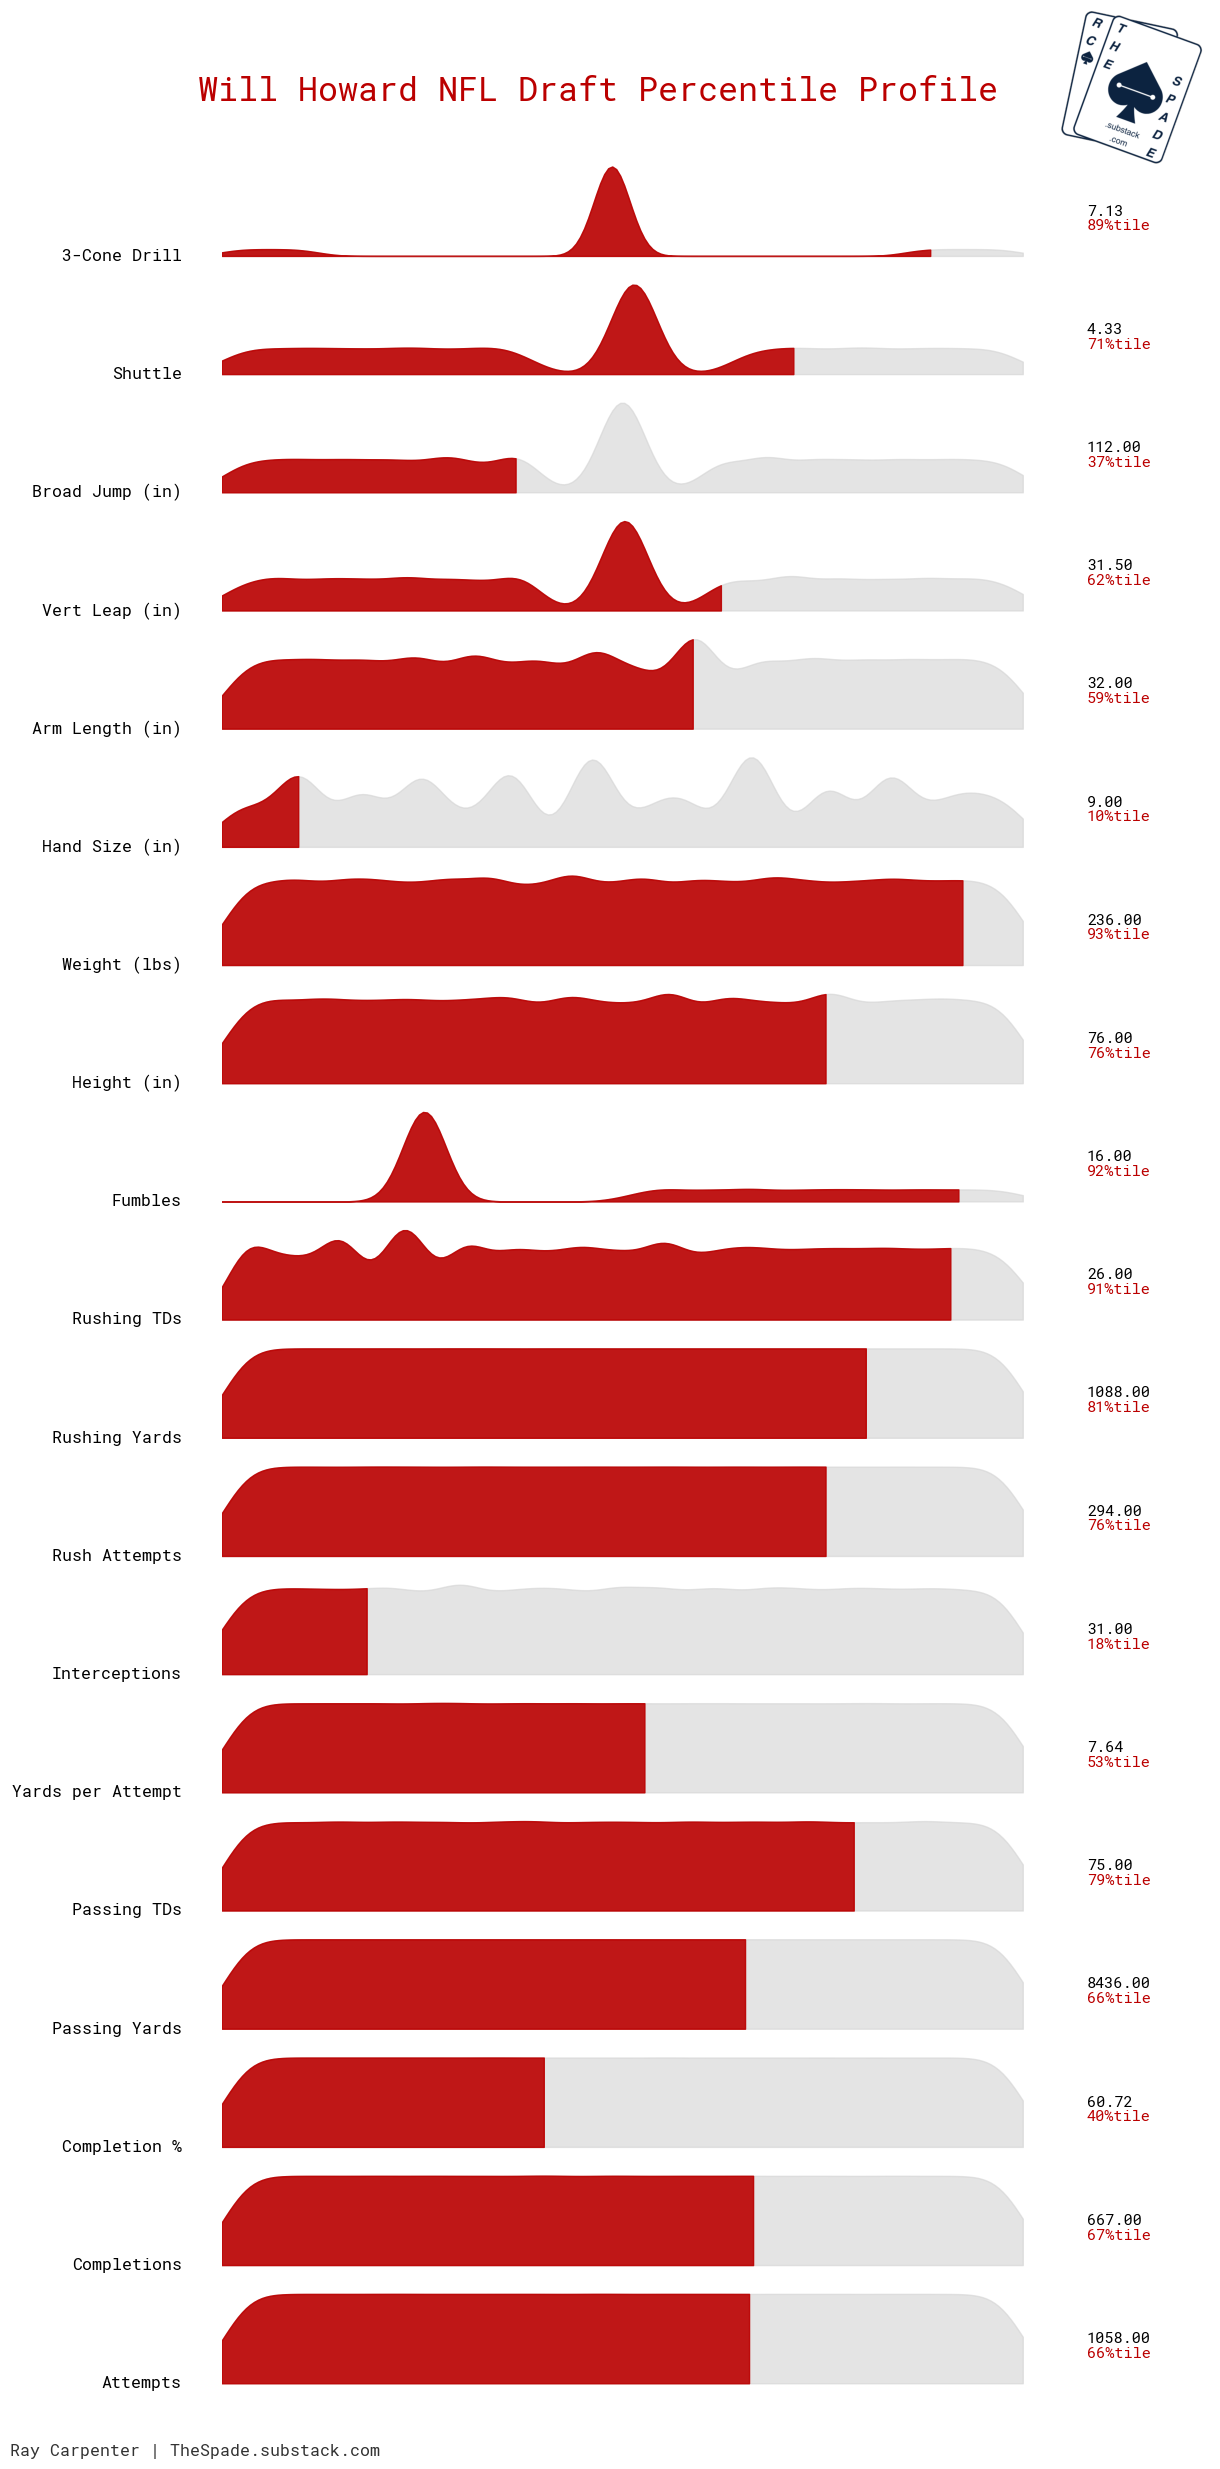 Will Howard NFL Draft Percentile Profile
R
C
THE
SPADE
.substack
.com
3-Cone Drill
7.13
89%tile
Shuttle
4.33
71%tile
Broad Jump (in)
112.00
37%tile
Vert Leap (in)
31.50
62%tile
Arm Length (in)
32.00
59%tile
Hand Size (in)
9.00
10%tile
Weight (lbs)
236.00
93%tile
Height (in)
76.00
76%tile
Fumbles
16.00
92%tile
Rushing TDs
26.00
91%tile
Rushing Yards
1088.00
81%tile
Rush Attempts
294.00
76%tile
Interceptions
31.00
18%tile
Yards per Attempt
7.64
53%tile
Passing TDs
75.00
79%tile
Passing Yards
8436.00
66%tile
Completion %
60.72
40%tile
Completions
667.00
67%tile
Attempts
1058.00
66%tile
Ray Carpenter | TheSpade.substack.com